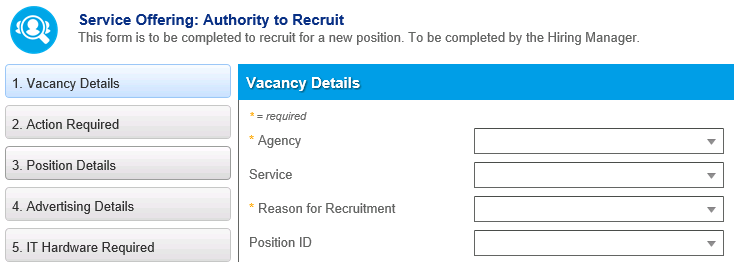 Service Offering: Authority to Recruit
This form is to be completed to recruit for a new position. To be completed by the Hiring Manager.
1. Vacancy Details
2. Action Required
3. Position Details
4. Advertising Details
5. IT Hardware Required
Vacancy Details
* = required
* Agency
Service
* Reason for Recruitment
Position ID